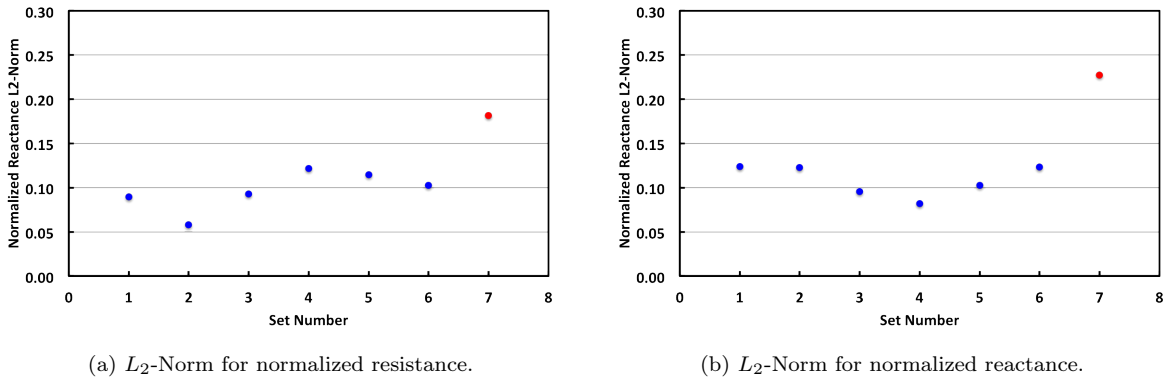 0.30
0.25
0.20
0.15
0.10
0.05
0.00
Normalized Reactance L2-Norm
0 1 2 3 4 5 6 7 8
Set Number
(a) L2-Norm for normalized resistance.
0.30
0.25
0.20
0.15
0.10
0.05
0.00
Normalized Reactance L2-Norm
0 1 2 3 4 5 6 7 8
Set Number
(b) L2-Norm for normalized reactance.